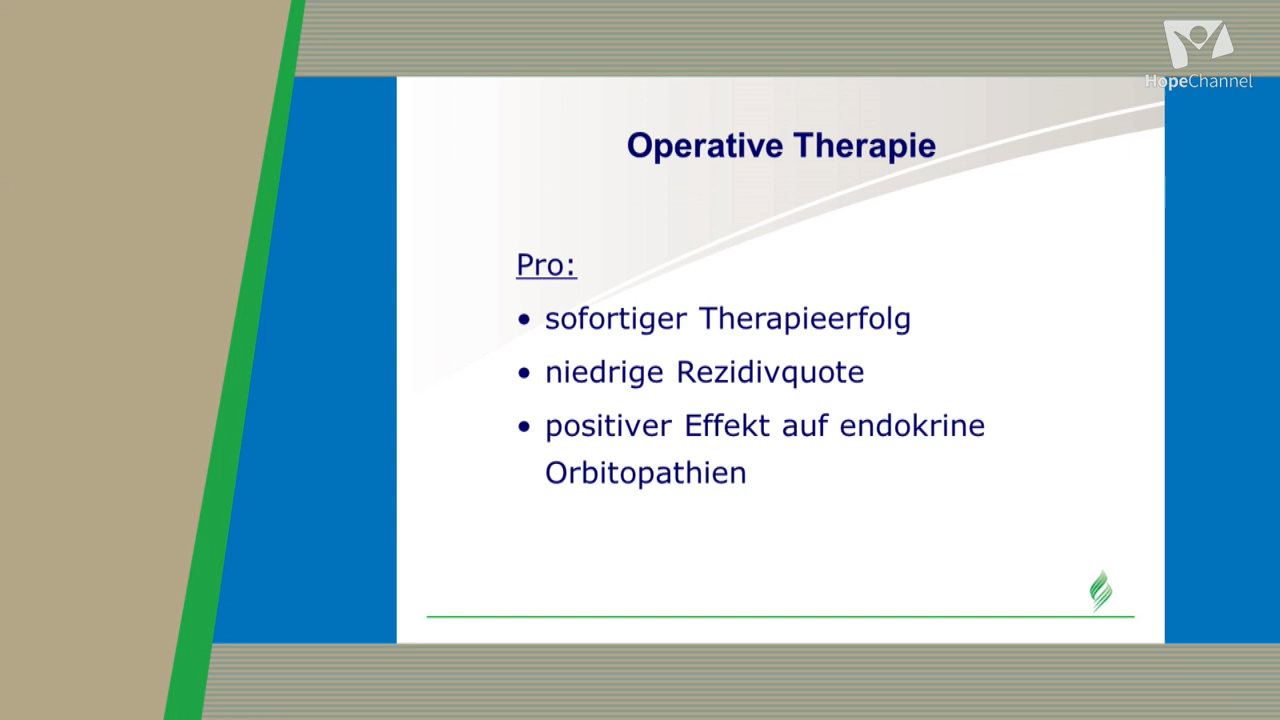 HopeChannel
Operative Therapie
Pro:
• sofortiger Therapieerfolg
• niedrige Rezidivquote
• positiver Effekt auf endokrine
Orbitopathien